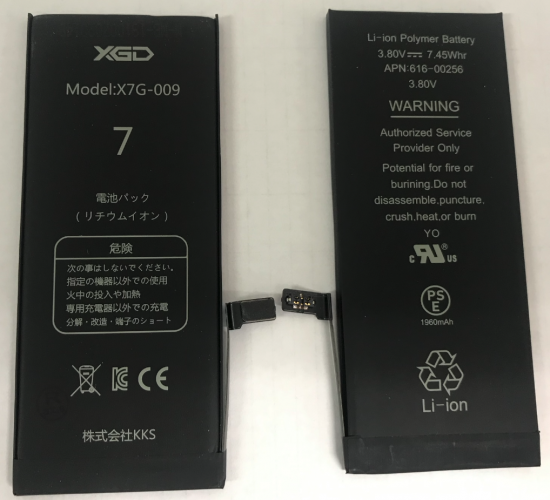 XGD
Model:X7G-009
7
電池パック
(リチウムイオン)
危険
次の事はしないでください。
指定の機器以外での使用
火中の投入や加熱
専用充電器以外での充電
分解・改造・端子のショート
CE
株式会社KKS
Li-ion Polymer Battery
3.80V⎓ 7.45Whr
APN:616-00256
3.80V
WARNING
Authorized Service
Provider Only
Potential for fire or
burining.Do not
disassemble.puncture.
crush,heat,or burn
YO
c RU® US
PS
E
1960mAh
Li-ion